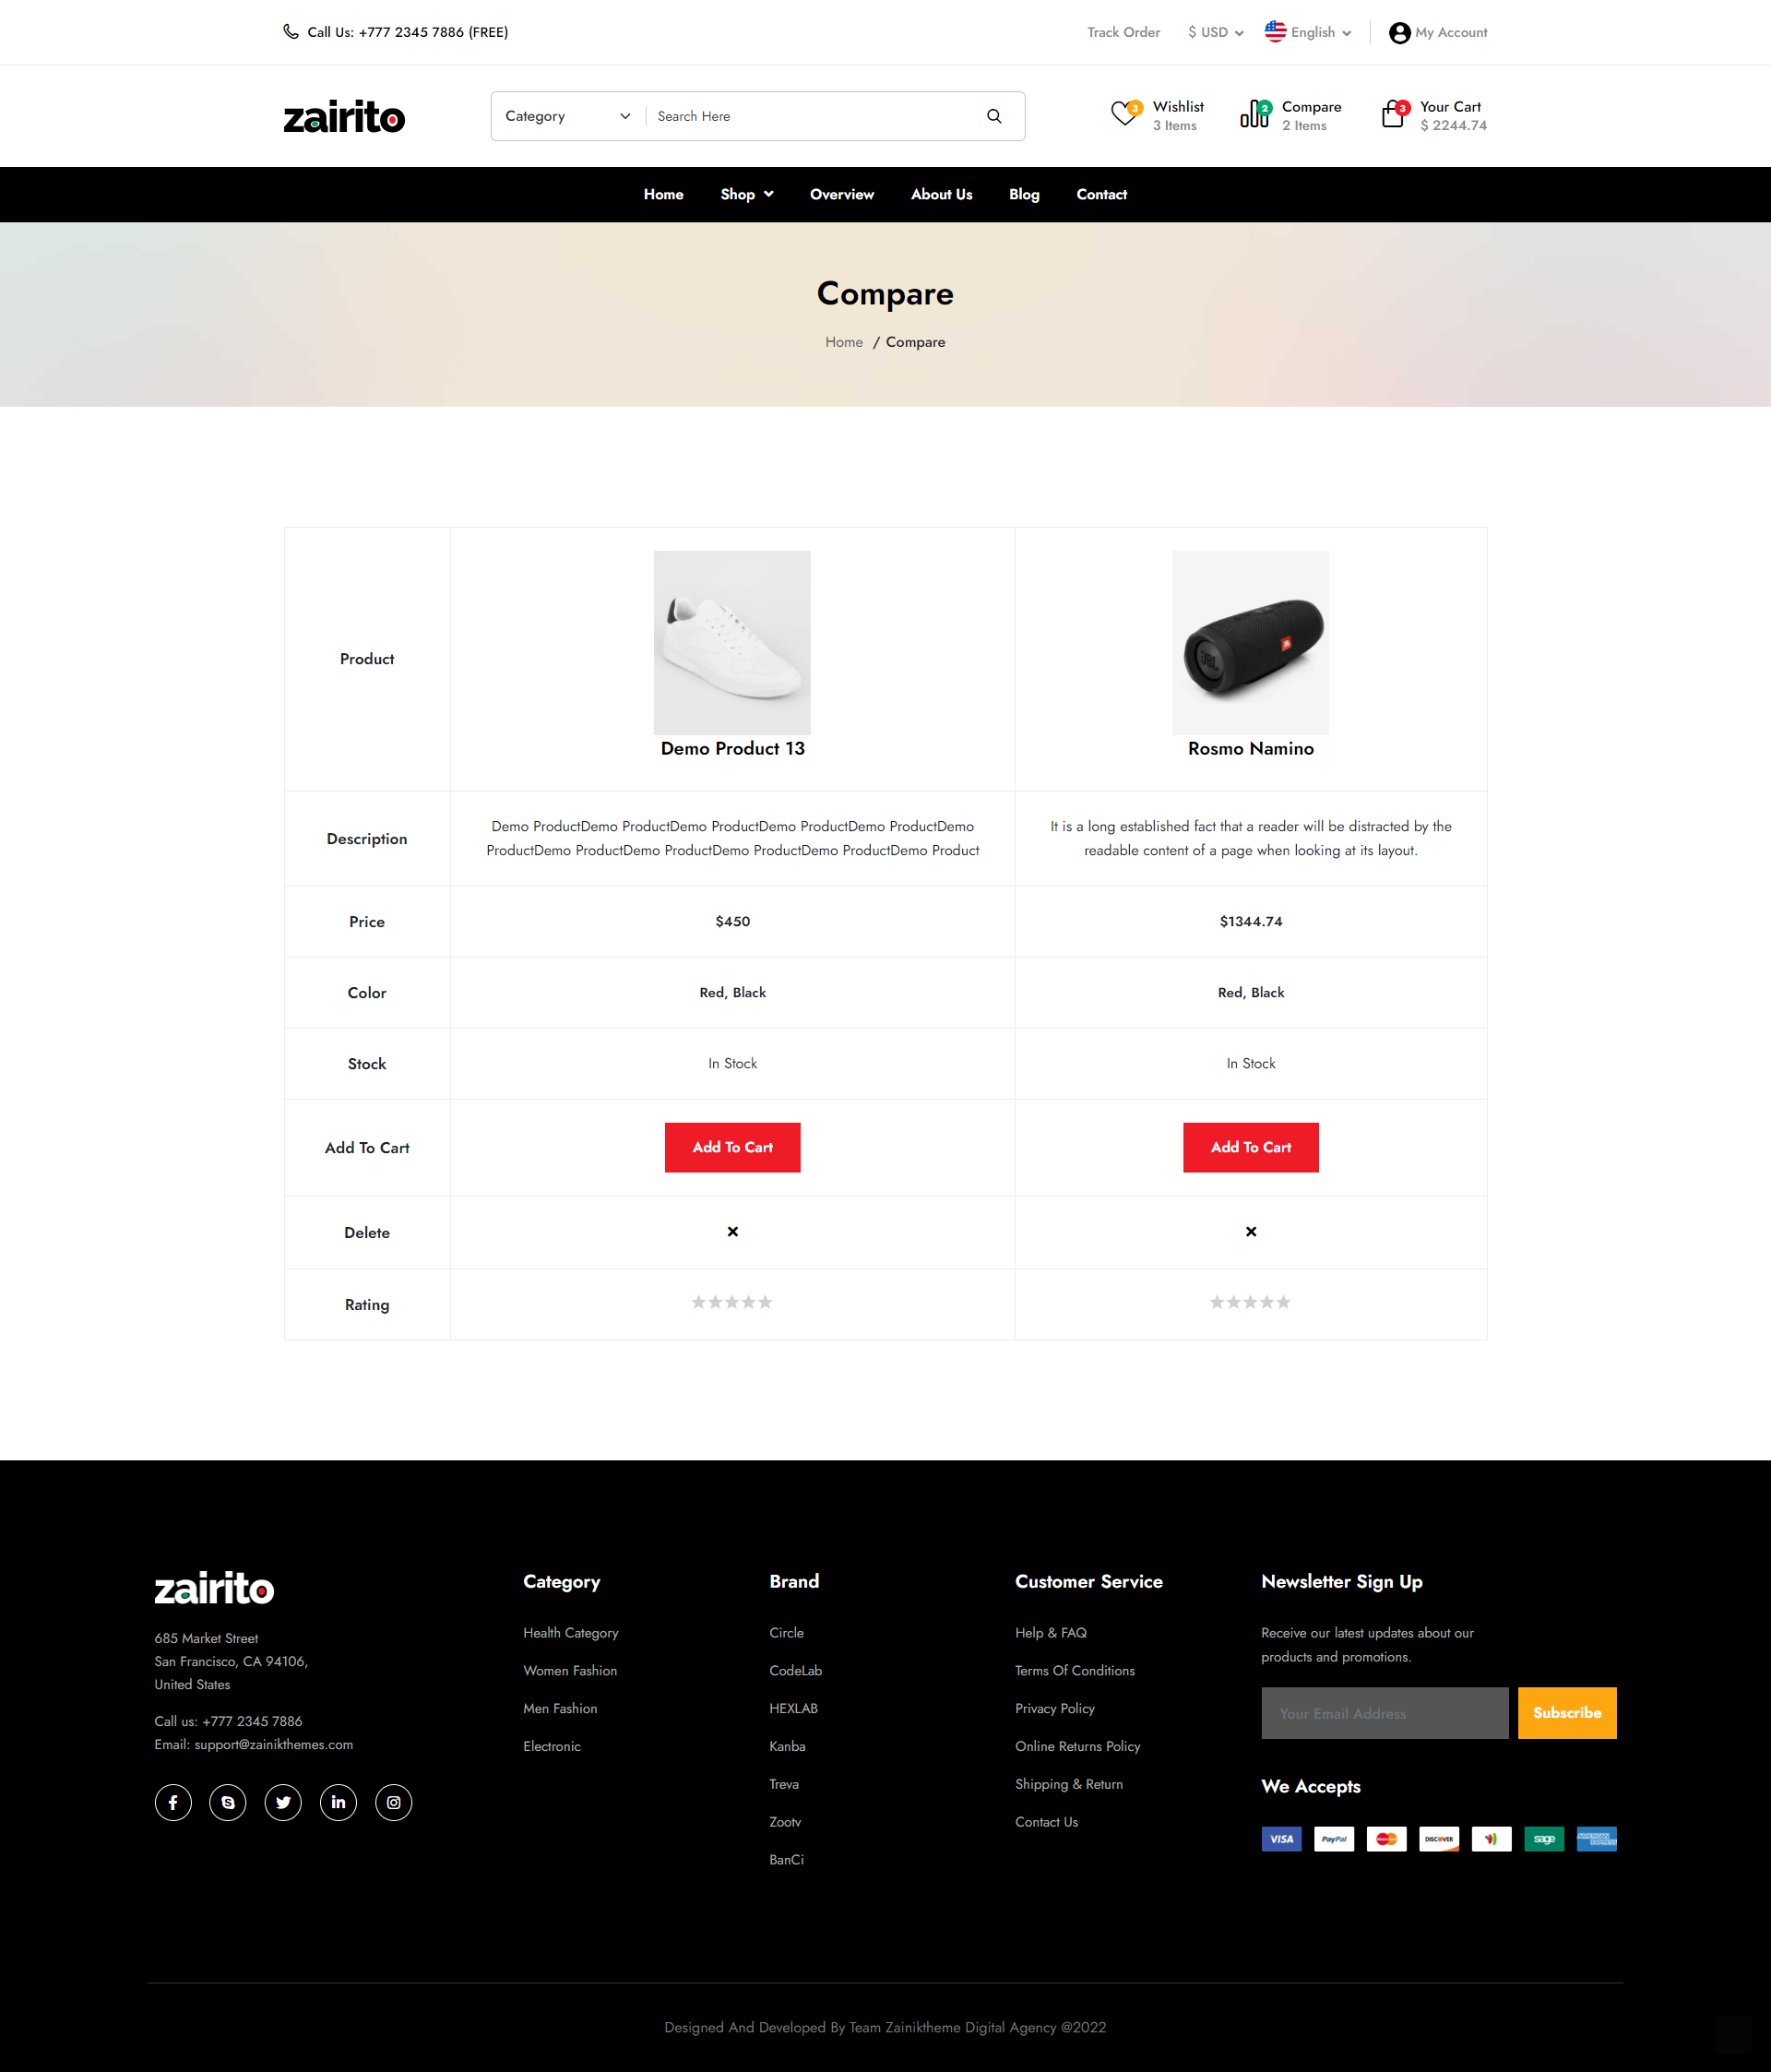 Call Us: +777 2345 7886 (FREE)
Track Order
$ USD
English
My Account
zairito
Category
Search Here
3
Wishlist
3 Items
2
Compare
2 Items
3
Your Cart
$ 2244.74
Home
Shop
Overview
About Us
Blog
Contact
Compare
Home / Compare
Product
Demo Product 13
JBL
Rosmo Namino
Description
Demo ProductDemo ProductDemo ProductDemo ProductDemo ProductDemo
ProductDemo ProductDemo ProductDemo ProductDemo ProductDemo Product
It is a long established fact that a reader will be distracted by the
readable content of a page when looking at its layout.
Price
$450
$1344.74
Color
Red, Black
Red, Black
Stock
In Stock
In Stock
Add To Cart
Add To Cart
Add To Cart
Delete
Rating
zairito
685 Market Street
San Francisco, CA 94106,
United States
Call us: +777 2345 7886
Email: support@zainikthemes.com
Category
Health Category
Women Fashion
Men Fashion
Electronic
Brand
Circle
CodeLab
HEXLAB
Kanba
Treva
Zootv
BanCi
Customer Service
Help & FAQ
Terms Of Conditions
Privacy Policy
Online Returns Policy
Shipping & Return
Contact Us
Newsletter Sign Up
Receive our latest updates about our
products and promotions.
Your Email Address
Subscribe
We Accepts
VISA
PayPal
DISCOVER
sage
AMERICAN
EXPRESS
Designed And Developed By Team Zainiktheme Digital Agency @2022